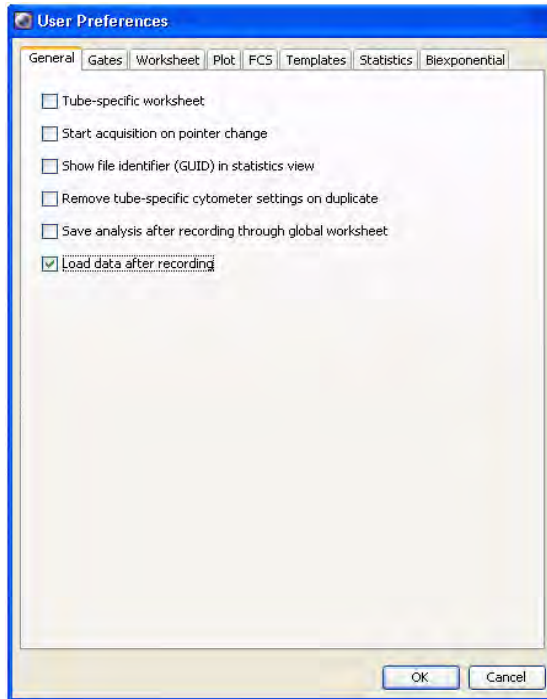 User Preferences
General Gates Worksheet Plot FCS Templates Statistics Biexponential
Tube-specific worksheet
Start acquisition on pointer change
Show file identifier (GUID) in statistics view
Remove tube-specific cytometer settings on duplicate
Save analysis after recording through global worksheet
Load data after recording
OK Cancel